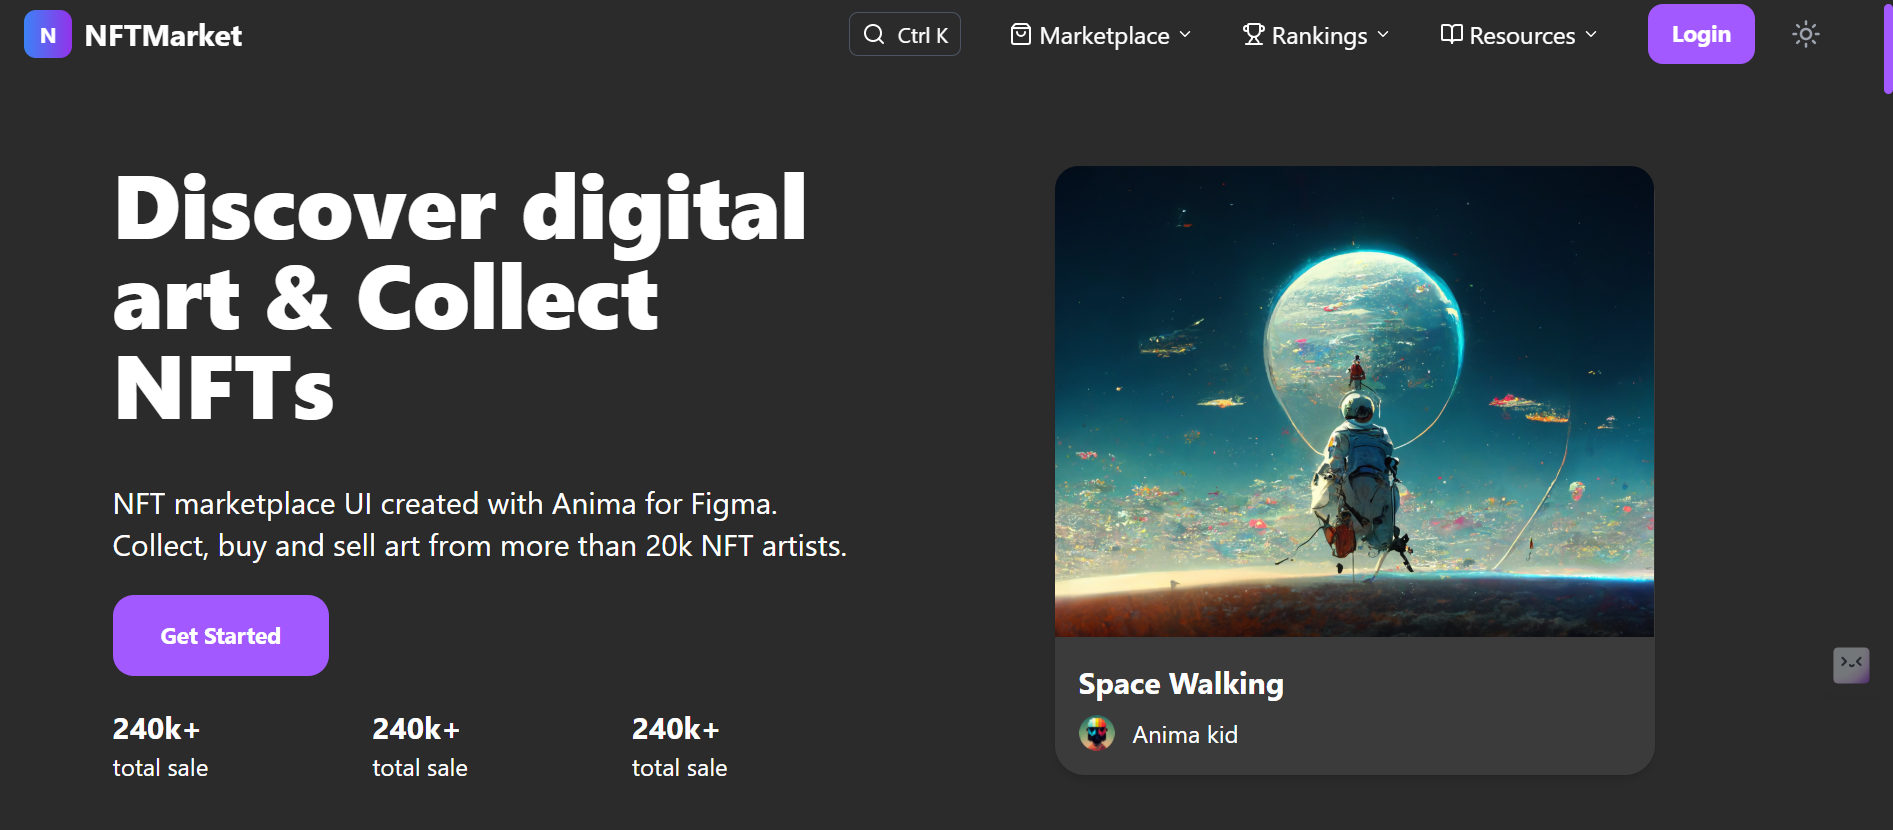 N NFTMarket
Ctrl K
Marketplace
Rankings
Resources
Login
Discover digital
art & Collect
NFTs
NFT marketplace UI created with Anima for Figma.
Collect, buy and sell art from more than 20k NFT artists.
Get Started
240k+
total sale
240k+
total sale
240k+
total sale
Space Walking
Anima kid